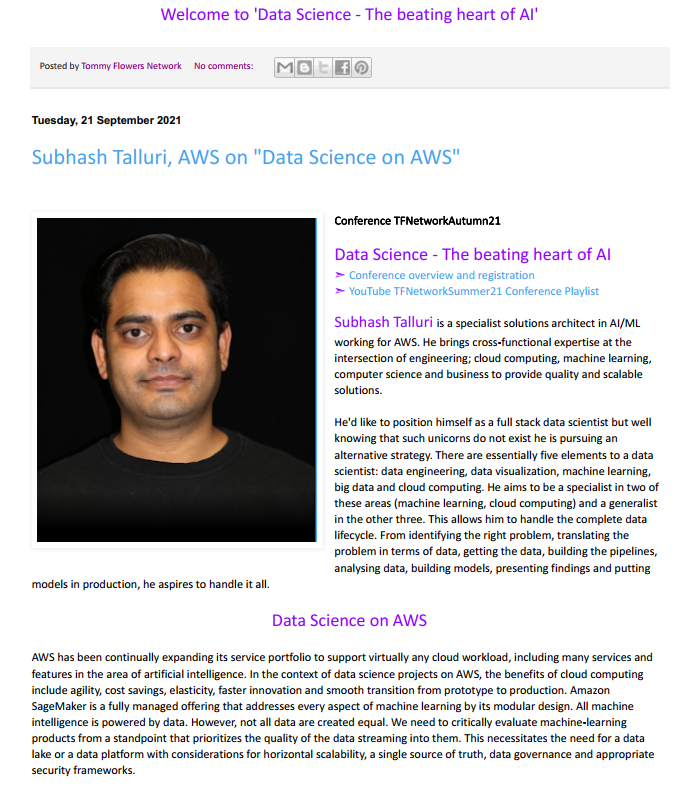 Welcome to 'Data Science - The beating heart of AI'
Posted by Tommy Flowers Network No comments:
Tuesday, 21 September 2021
Subhash Talluri, AWS on "Data Science on AWS"
Conference TFNetworkAutumn21
Data Science - The beating heart of AI
➣ Conference overview and registration
➣ YouTube TFNetworkSummer21 Conference Playlist
Subhash Talluri is a specialist solutions architect in AI/ML
working for AWS. He brings cross-functional expertise at the
intersection of engineering; cloud computing, machine learning,
computer science and business to provide quality and scalable
solutions.
He'd like to position himself as a full stack data scientist but well
knowing that such unicorns do not exist he is pursuing an
alternative strategy. There are essentially five elements to a data
scientist: data engineering, data visualization, machine learning,
big data and cloud computing. He aims to be a specialist in two of
these areas (machine learning, cloud computing) and a generalist
in the other three. This allows him to handle the complete data
lifecycle. From identifying the right problem, translating the
problem in terms of data, getting the data, building the pipelines,
analysing data, building models, presenting findings and putting
models in production, he aspires to handle it all.
Data Science on AWS
AWS has been continually expanding its service portfolio to support virtually any cloud workload, including many services and
features in the area of artificial intelligence. In the context of data science projects on AWS, the benefits of cloud computing
include agility, cost savings, elasticity, faster innovation and smooth transition from prototype to production. Amazon
SageMaker is a fully managed offering that addresses every aspect of machine learning by its modular design. All machine
intelligence is powered by data. However, not all data are created equal. We need to critically evaluate machine-learning
products from a standpoint that prioritizes the quality of the data streaming into them. This necessitates the need for a data
lake or a data platform with considerations for horizontal scalability, a single source of truth, data governance and appropriate
security frameworks.